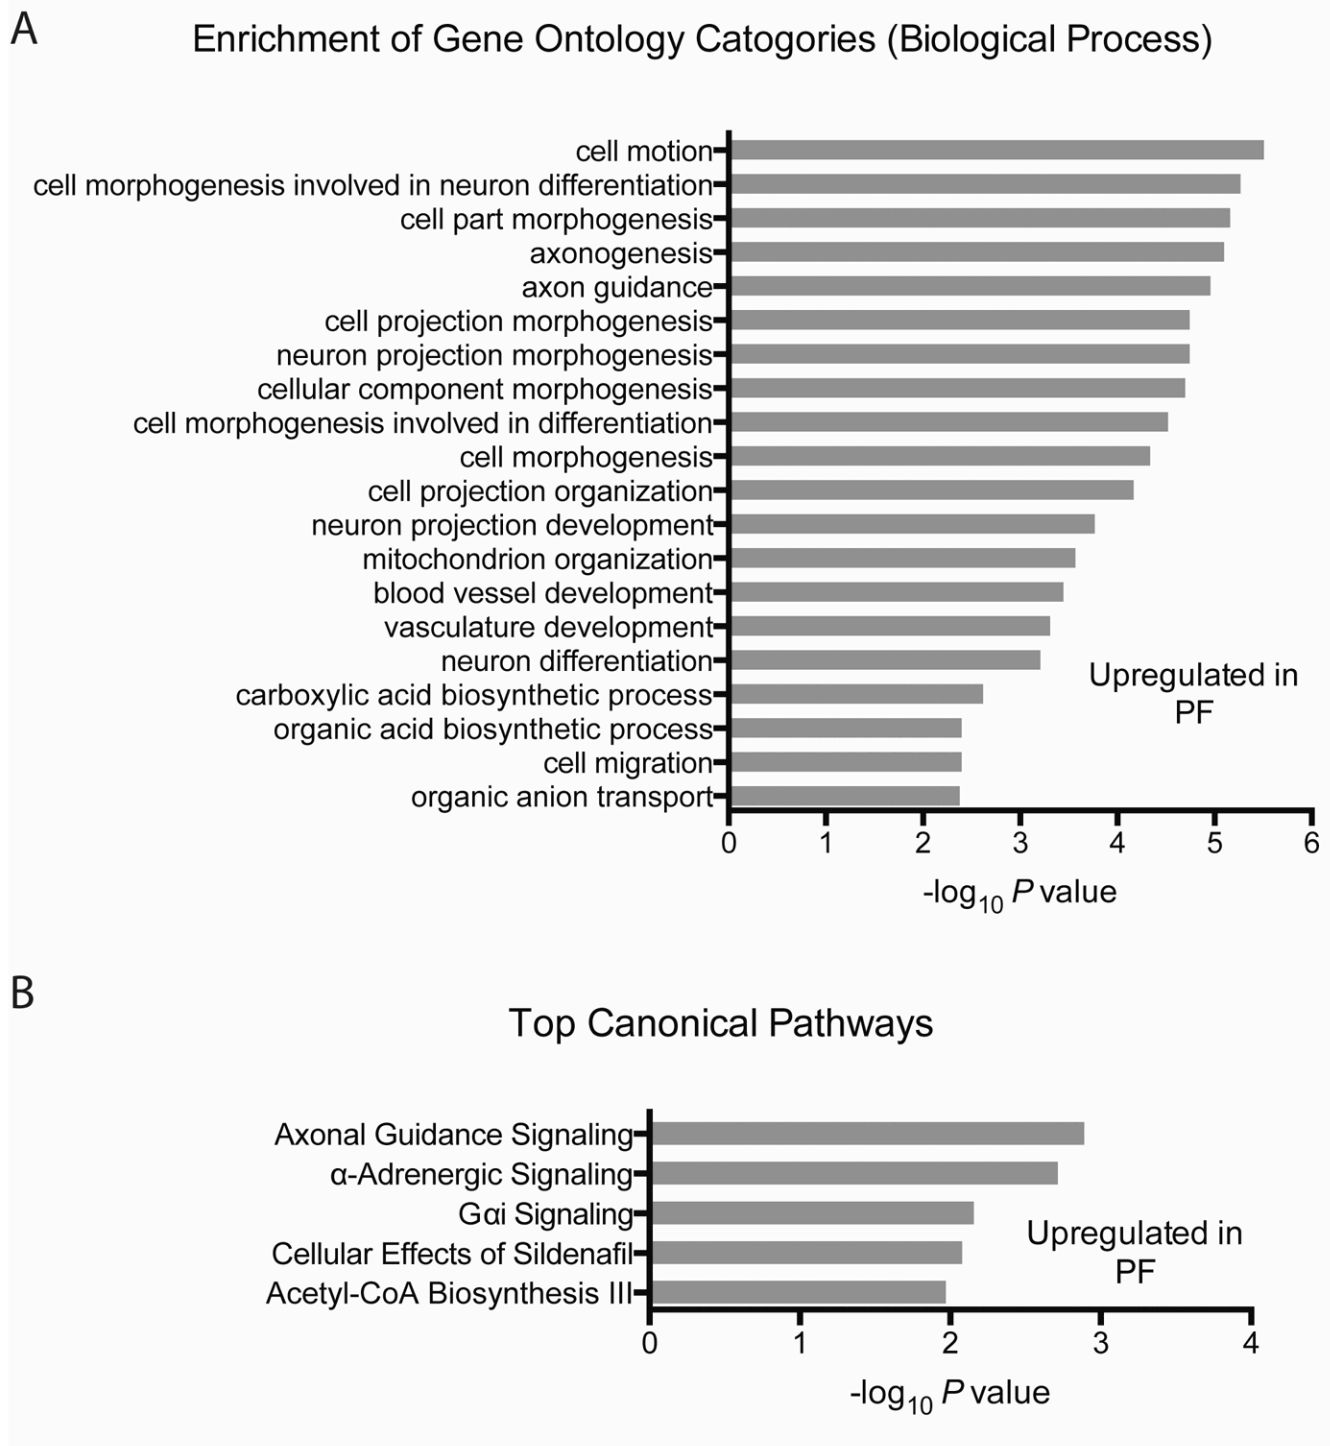 A
Enrichment of Gene Ontology Catogories (Biological Process)
cell motion
cell morphogenesis involved in neuron differentiation
cell part morphogenesis
axonogenesis
axon guidance
cell projection morphogenesis
neuron projection morphogenesis
cellular component morphogenesis
cell morphogenesis involved in differentiation
cell morphogenesis
cell projection organization
neuron projection development
mitochondrion organization
blood vessel development
vasculature development
neuron differentiation
carboxylic acid biosynthetic process
organic acid biosynthetic process
cell migration
organic anion transport
Upregulated in
PF
0 1 2 3 4 5 6
-log10 P value
B
Top Canonical Pathways
Axonal Guidance Signaling
α-Adrenergic Signaling
Gαi Signaling
Cellular Effects of Sildenafil
Acetyl-CoA Biosynthesis III
Upregulated in
PF
0 1 2 3 4
-log10 P value